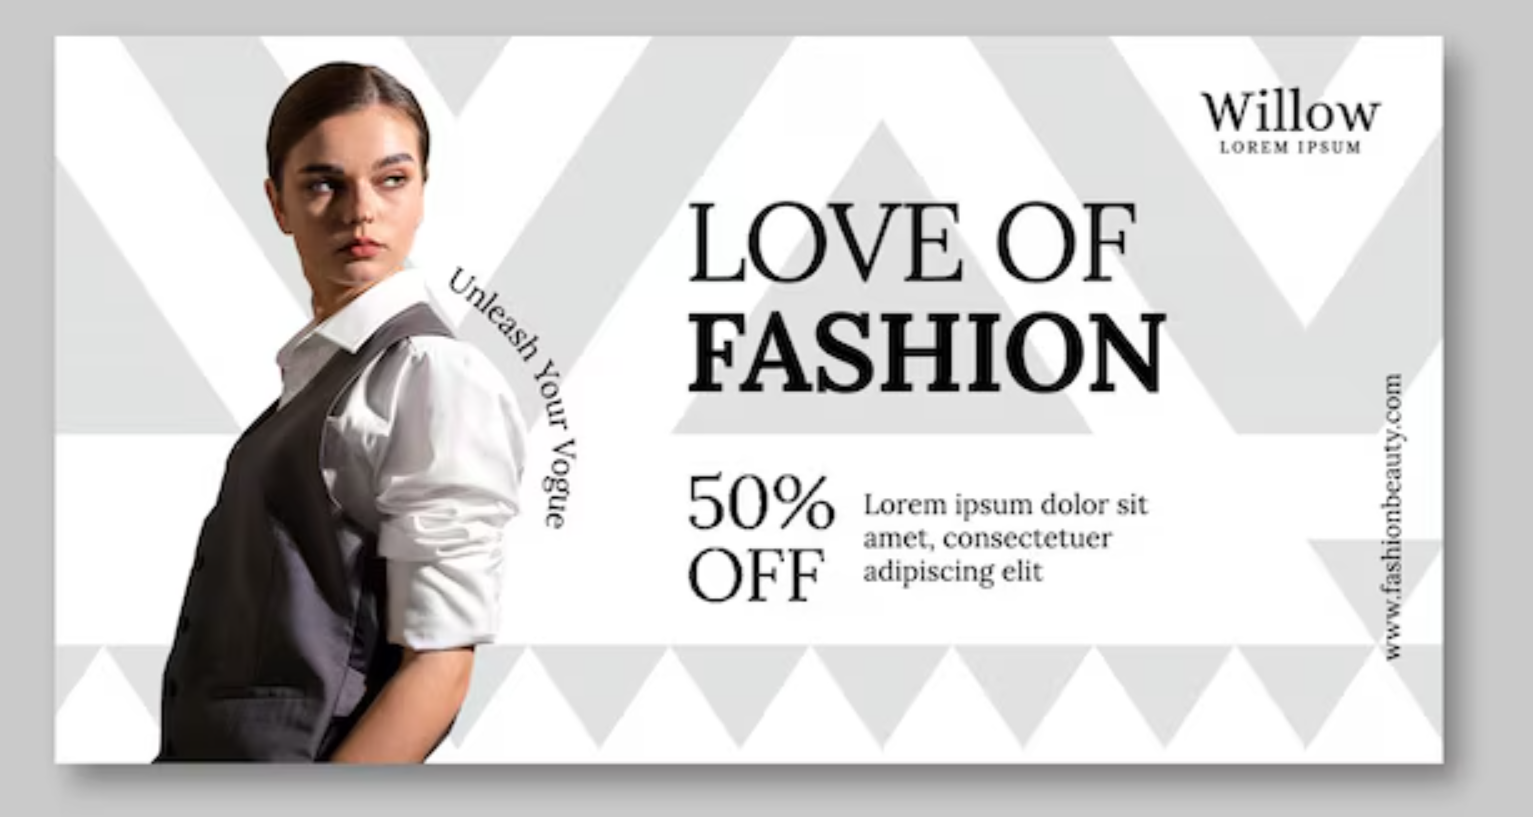 Willow
LOREM IPSUM
LOVE OF
FASHION
Unleash Your Vogue
50%
OFF
Lorem ipsum dolor sit
amet, consectetuer
adipiscing elit
www.fashionbeauty.com